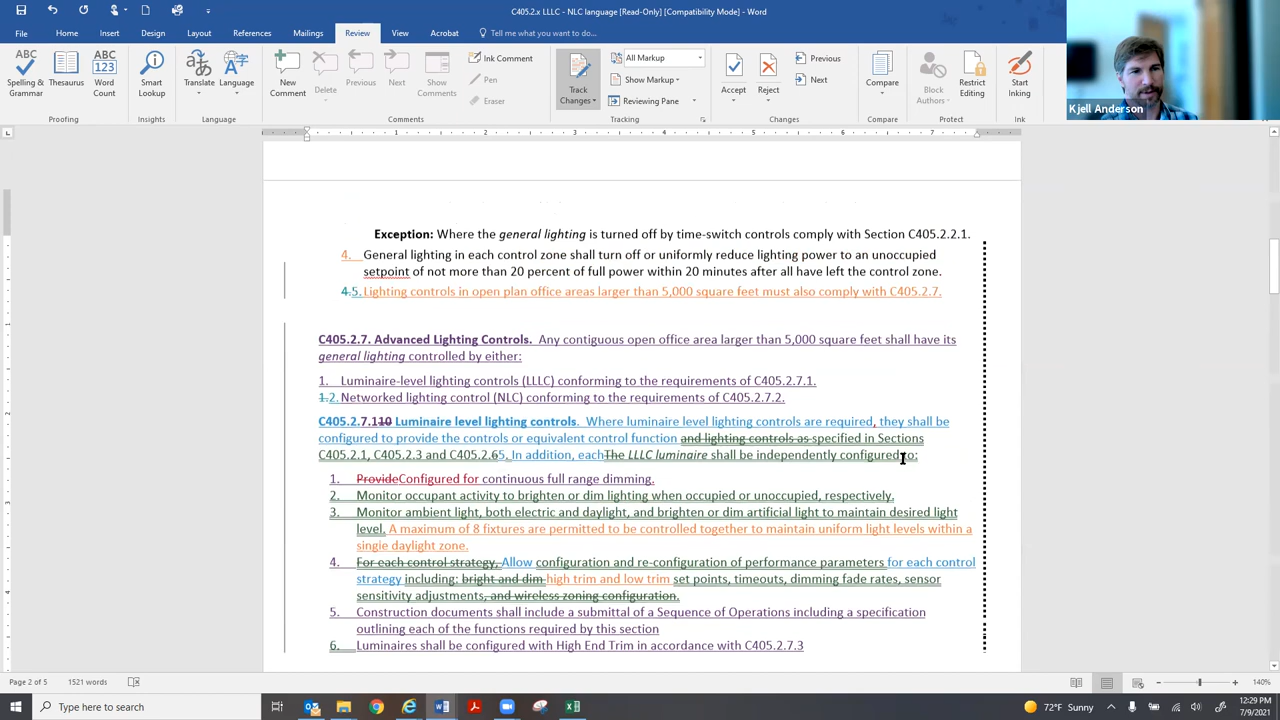 C405.2.x LLLC - NLC language [Read-Only] [Compatibility Mode] - Word
File Home Insert Design Layout References Mailings Review View Acrobat Tell me what you want to do...
ABC ABC 123
Spelling & Grammar Thesaurus Word Count Smart Lookup Translate Language New Comment Delete Previous Next Show Comments
Ink Comment
Pen
Eraser
Track Changes
All Markup
Show Markup
Reviewing Pane
Accept Reject
Previous
Next
Compare Block Authors Restrict Editing Start Inking
Proofing Insights Language Comments Tracking Changes Compare Protect Ink
Kjell Anderson
1 2 3 4 5 6 7
Exception: Where the general lighting is turned off by time-switch controls comply with Section C405.2.2.1.
4. General lighting in each control zone shall turn off or uniformly reduce lighting power to an unoccupied
setpoint of not more than 20 percent of full power within 20 minutes after all have left the control zone.
4.5. Lighting controls in open plan office areas larger than 5,000 square feet must also comply with C405.2.7.
C405.2.7. Advanced Lighting Controls. Any contiguous open office area larger than 5,000 square feet shall have its
general lighting controlled by either:
1. Luminaire-level lighting controls (LLLC) conforming to the requirements of C405.2.7.1.
1.2. Networked lighting control (NLC) conforming to the requirements of C405.2.7.2.
C405.2.7.110 Luminaire level lighting controls. Where luminaire level lighting controls are required, they shall be
configured to provide the controls or equivalent control function and lighting controls as specified in Sections
C405.2.1, C405.2.3 and C405.2.65. In addition, eachThe LLLC luminaire shall be independently configured to:
1. ProvideConfigured for continuous full range dimming.
2. Monitor occupant activity to brighten or dim lighting when occupied or unoccupied, respectively.
3. Monitor ambient light, both electric and daylight, and brighten or dim artificial light to maintain desired light
level. A maximum of 8 fixtures are permitted to be controlled together to maintain uniform light levels within a
single daylight zone.
4. For each control strategy, Allow configuration and re-configuration of performance parameters for each control
strategy including: bright and dim high trim and low trim set points, timeouts, dimming fade rates, sensor
sensitivity adjustments, and wireless zoning configuration.
5. Construction documents shall include a submittal of a Sequence of Operations including a specification
outlining each of the functions required by this section
6. Luminaires shall be configured with High End Trim in accordance with C405.2.7.3
Page 2 of 5 1521 words 140%
Type here to search
72°F Sunny
12:29 PM
7/9/2021